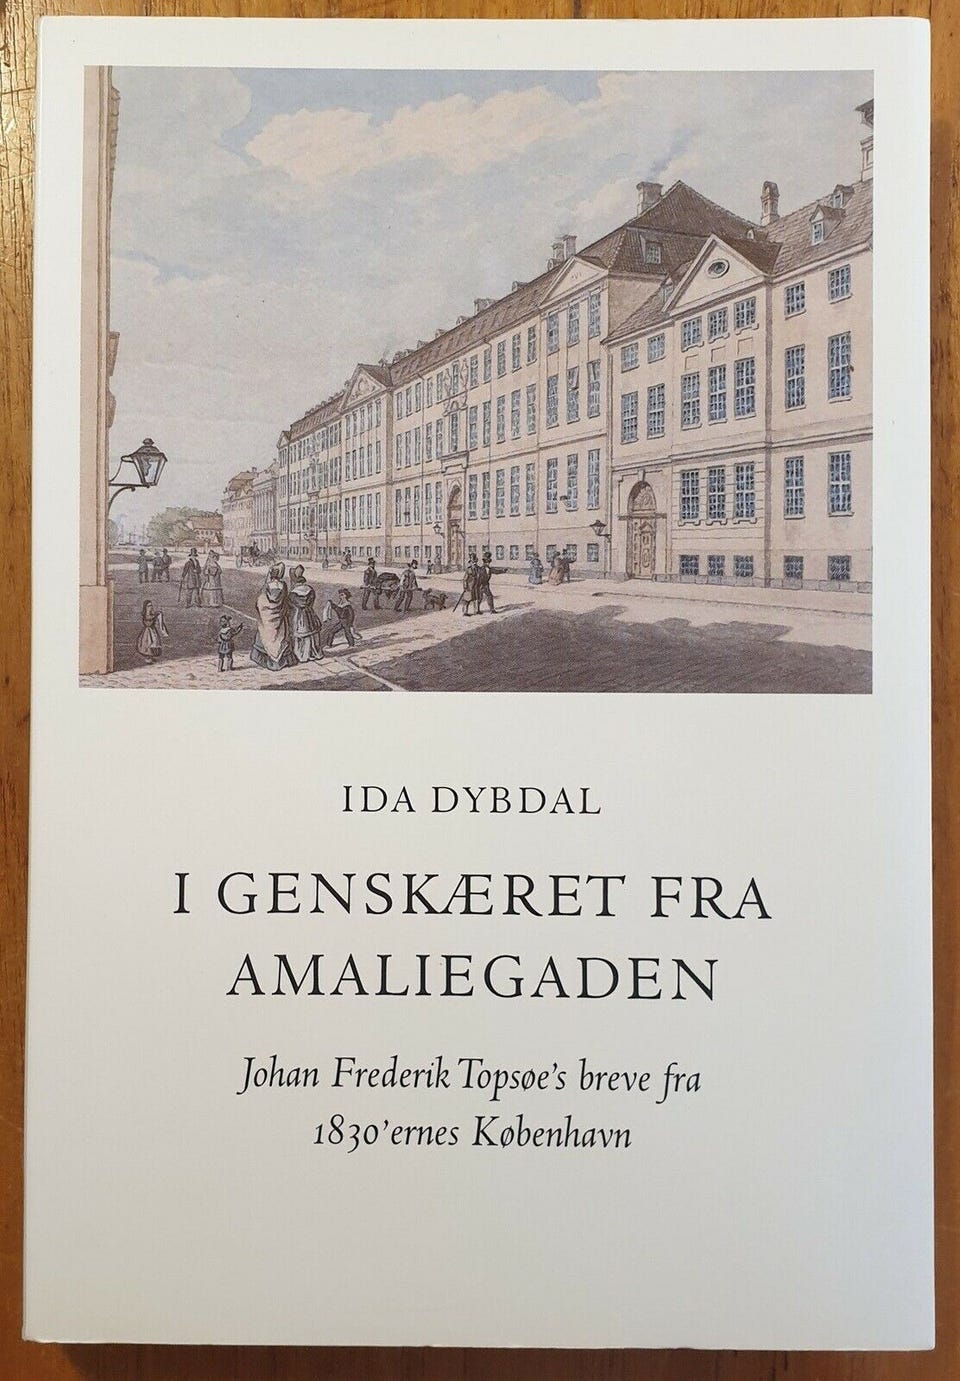 IDA DYBDAL
I GENSKÆRET FRA
AMALIEGADEN
Johan Frederik Topsøe's breve fra
1830'ernes København